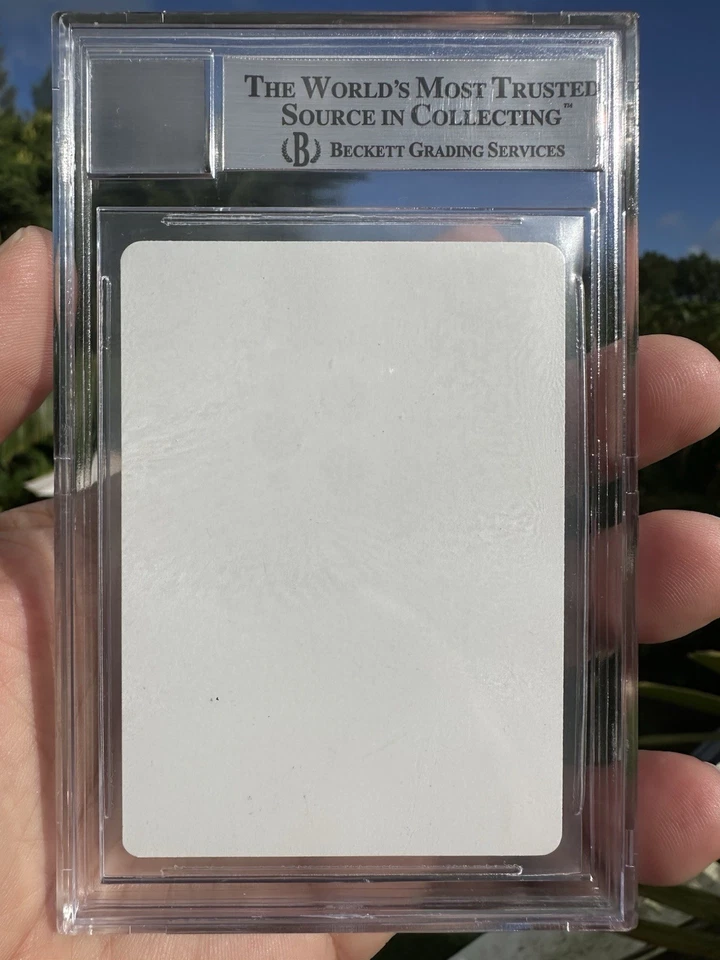 THE WORLD'S MOST TRUSTED
SOURCE IN COLLECTING™
B BECKETT GRADING SERVICES